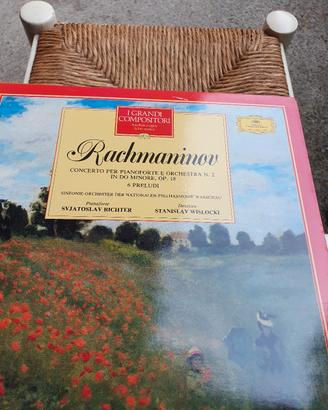 I GRANDI
COMPOSITORI
Rachmaninov
CONCERTO PER PIANOFORTE E ORCHESTRA N. 2
IN DO MINORE, OP. 18
6 PRELUDI
SINFONIE-ORCHESTER DER NATIONALEN PHILHARMONIE WARSCHAU
Pianoforte
SVJATOSLAV RICHTER
Direttore
STANISLAV WISLOCKI